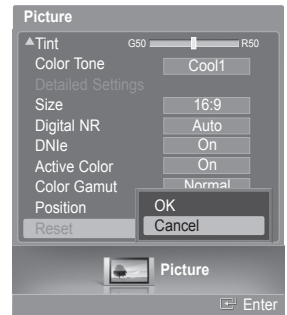 Picture
▲Tint G50 R50
Color Tone Cool1
Detailed Settings
Size 16:9
Digital NR Auto
DNIe On
Active Color On
Color Gamut Normal
Position OK
Reset Cancel
Picture
Enter